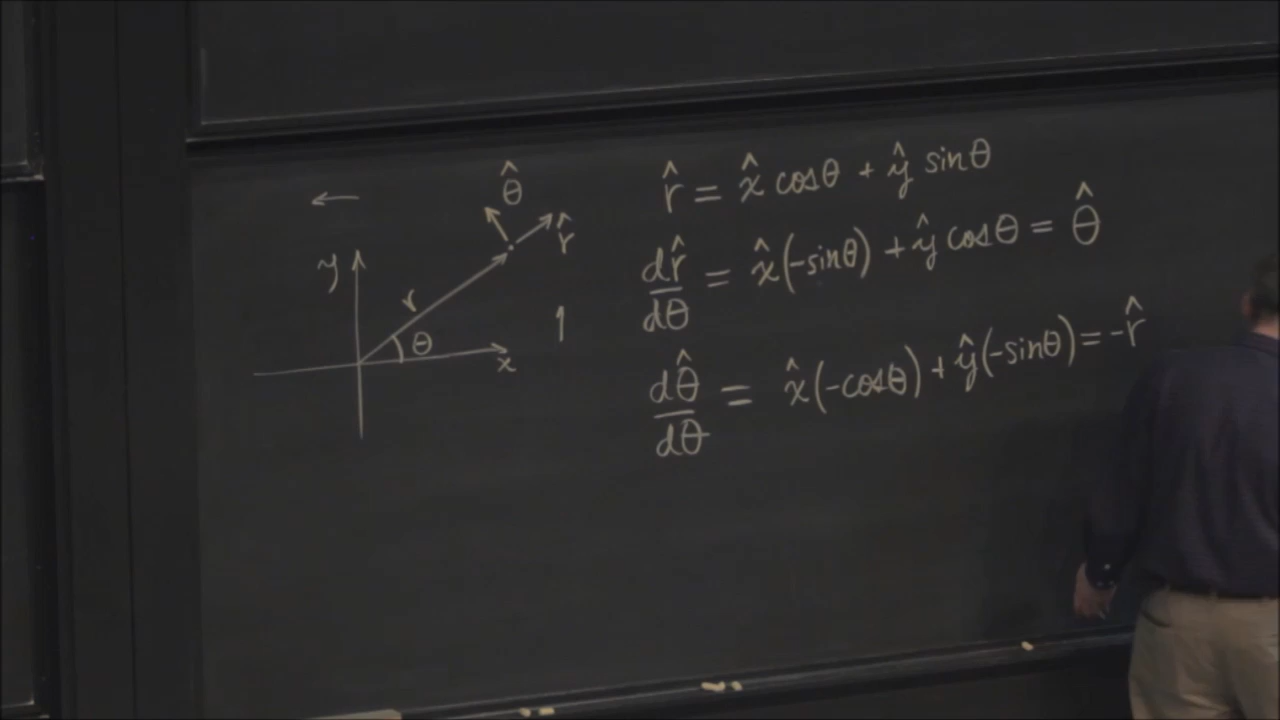 r̂ = x̂ cosθ + ŷ sinθ
dr̂/dθ = x̂(-sinθ) + ŷ cosθ = θ̂
dθ̂/dθ = x̂(-cosθ) + ŷ(-sinθ) = -r̂
θ̂
r̂
y
r
θ
x
1